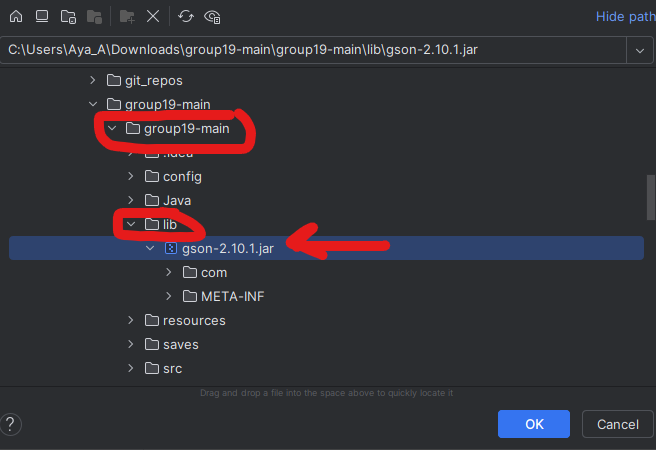 Hide path
C:\Users\Aya_A\Downloads\group19-main\group19-main\lib\gson-2.10.1.jar
git_repos
group19-main
group19-main
.idea
config
Java
lib
gson-2.10.1.jar
com
META-INF
resources
saves
src
Drag and drop a file into the space above to quickly locate it
?
OK
Cancel